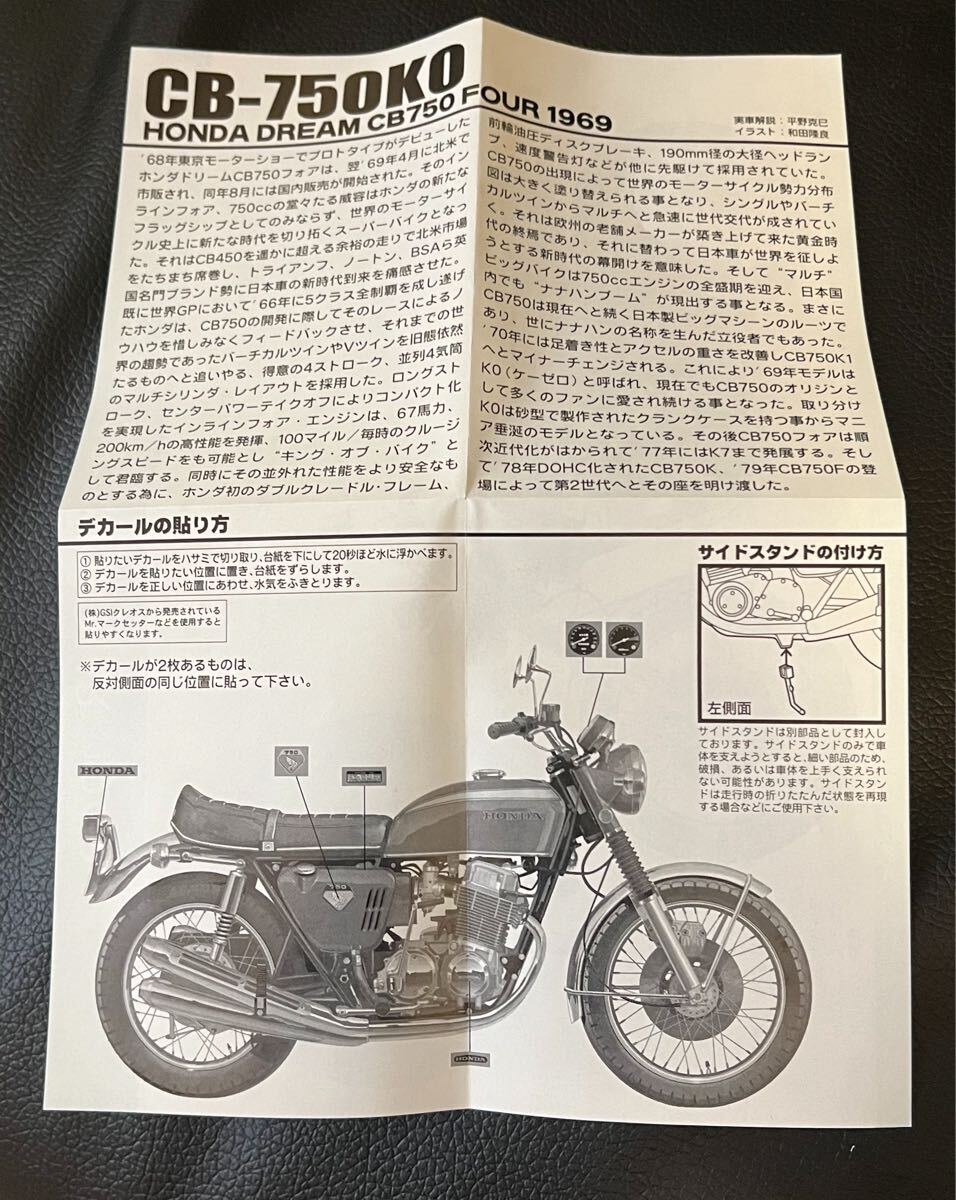 CB-750K0
HONDA DREAM CB750 FOUR 1969
実車解説：平野克巳
イラスト：和田隆良
'68年東京モーターショーでプロトタイプがデビューした
ホンダドリームCB750フォアは、翌'69年4月に北米で
市販され、同年8月には国内販売が開始された。そのイン
ラインフォア、750ccの堂々たる威容はホンダの新たな
フラッグシップとしてのみならず、世界のモーターサイ
クル史上に新たな時代を切り拓くスーパーバイクとなっ
た。それはCB450を遥かに超える余裕の走りで北米市場
をたちまち席巻し、トライアンフ、ノートン、BSAら英
国名門ブランド勢に日本車の新時代到来を痛感させた。
既に世界GPにおいて'66年に5クラス全制覇を成し遂げ
たホンダは、CB750の開発に際してそのレースによるノ
ウハウを惜しみなくフィードバックさせ、それまでの世
界の趨勢であったバーチカルツインやVツインを旧態依然
たるものへと追いやる、得意の4ストローク、並列4気筒
のマルチシリンダ・レイアウトを採用した。ロングスト
ローク、センターパワーテイクオフによりコンパクト化
を実現したインラインフォア・エンジンは、67馬力、
200km／hの高性能を発揮、100マイル／毎時のクルージ
ングスピードをも可能とし“キング・オブ・バイク”と
して君臨する。同時にその並外れた性能をより安全なも
のとする為に、ホンダ初のダブルクレードル・フレーム、
前輪油圧ディスクブレーキ、190mm径の大径ヘッドラン
プ、速度警告灯などが他に先駆けて採用されていた。
CB750の出現によって世界のモーターサイクル勢力分布
図は大きく塗り替えられる事となり、シングルやバーチ
カルツインからマルチへと急速に世代交代が成されてい
く。それは欧州の老舗メーカーが築き上げて来た黄金時
代の終焉であり、それに替わって日本車が世界を征しよ
うとする新時代の幕開けを意味した。そして“マルチ”
ビッグバイクは750ccエンジンの全盛期を迎え、日本国
内でも“ナナハンブーム”が現出する事となる。まさに
CB750は現在へと続く日本製ビッグマシーンのルーツで
あり、世にナナハンの名称を生んだ立役者でもあった。
'70年には足着き性とアクセルの重さを改善しCB750K1
へとマイナーチェンジされる。これにより'69年モデルは
K0（ケーゼロ）と呼ばれ、現在でもCB750のオリジンと
して多くのファンに愛され続ける事となった。取り分け
K0は砂型で製作されたクランクケースを持つ事からマニ
ア垂涎のモデルとなっている。その後CB750フォアは順
次近代化がはかられて'77年にはK7まで発展する。そし
て'78年DOHC化されたCB750K、'79年CB750Fの登
場によって第2世代へとその座を明け渡した。
デカールの貼り方
① 貼りたいデカールをハサミで切り取り、台紙を下にして20秒ほど水に浮かべます。
② デカールを貼りたい位置に置き、台紙をずらします。
③ デカールを正しい位置にあわせ、水気をふきとります。
(株)GSIクレオスから発売されている
Mr.マークセッターなどを使用すると
貼りやすくなります。
※デカールが2枚あるものは、
反対側面の同じ位置に貼って下さい。
サイドスタンドの付け方
左側面
サイドスタンドは別部品として封入し
ております。サイドスタンドのみで車
体を支えようとすると、細い部品のため、
破損、あるいは車体を上手く支えられ
ない可能性があります。サイドスタン
ドは走行時の折りたたんだ状態を再現
する場合などにご使用下さい。
HONDA
750
HONDA
750
HONDA